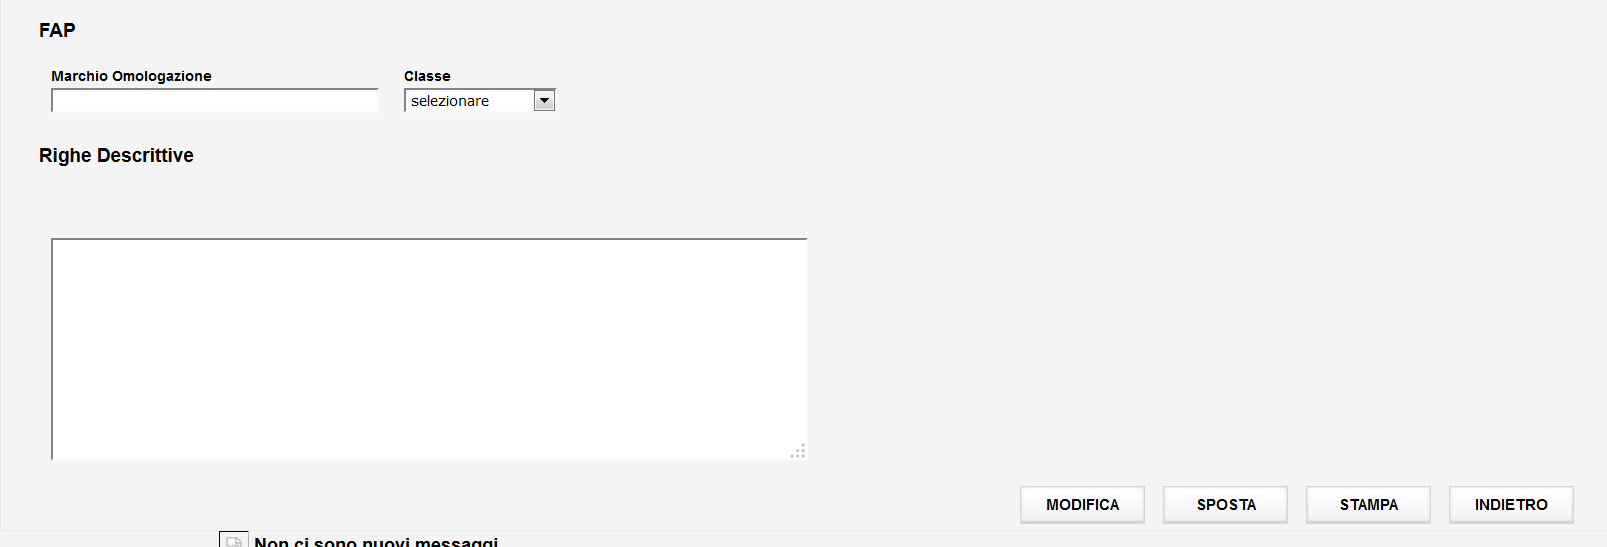 FAP
Marchio Omologazione Classe
selezionare
Righe Descrittive
MODIFICA SPOSTA STAMPA INDIETRO
Non ci sono nuovi messaggi